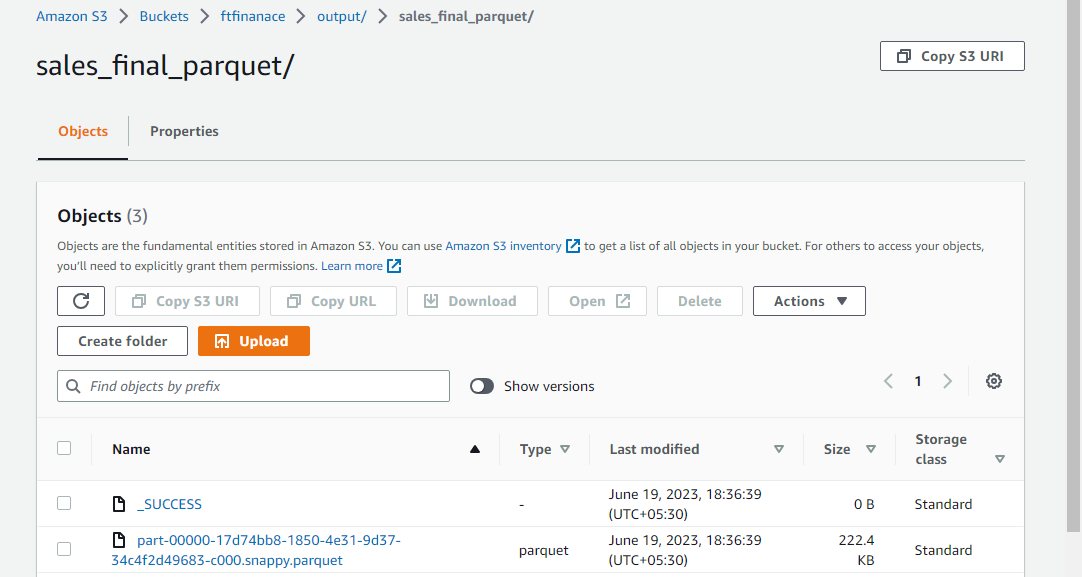 Amazon S3 > Buckets > ftfinanace > output/ > sales_final_parquet/
sales_final_parquet/
Copy S3 URI
Objects
Properties
Objects (3)
Objects are the fundamental entities stored in Amazon S3. You can use Amazon S3 inventory to get a list of all objects in your bucket. For others to access your objects,
you'll need to explicitly grant them permissions. Learn more
Copy S3 URI
Copy URL
Download
Open
Delete
Actions
Create folder
Upload
Find objects by prefix
Show versions
1
Name
Type
Last modified
Size
Storage
class
_SUCCESS
-
June 19, 2023, 18:36:39
(UTC+05:30)
0 B
Standard
part-00000-17d74bb8-1850-4e31-9d37-
34c4f2d49683-c000.snappy.parquet
parquet
June 19, 2023, 18:36:39
(UTC+05:30)
222.4
KB
Standard